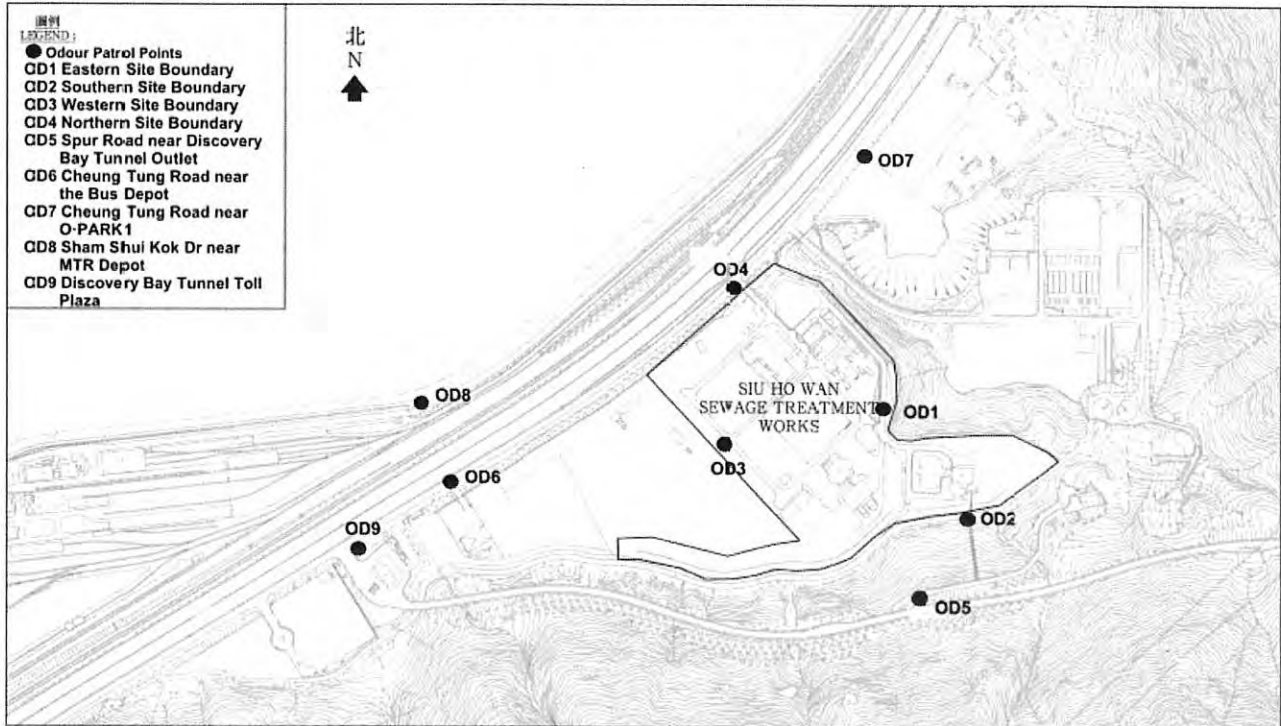 圖例
LEGEND:
Odour Patrol Points
OD1 Eastern Site Boundary
OD2 Southern Site Boundary
OD3 Western Site Boundary
OD4 Northern Site Boundary
OD5 Spur Road near Discovery
Bay Tunnel Outlet
OD6 Cheung Tung Road near
the Bus Depot
OD7 Cheung Tung Road near
O·PARK1
OD8 Sham Shui Kok Dr near
MTR Depot
OD9 Discovery Bay Tunnel Toll
Plaza
北
N
OD7
OD4
OD8
SIU HO WAN
SEWAGE TREATMENT
WORKS
OD1
OD3
OD6
OD2
OD9
OD5